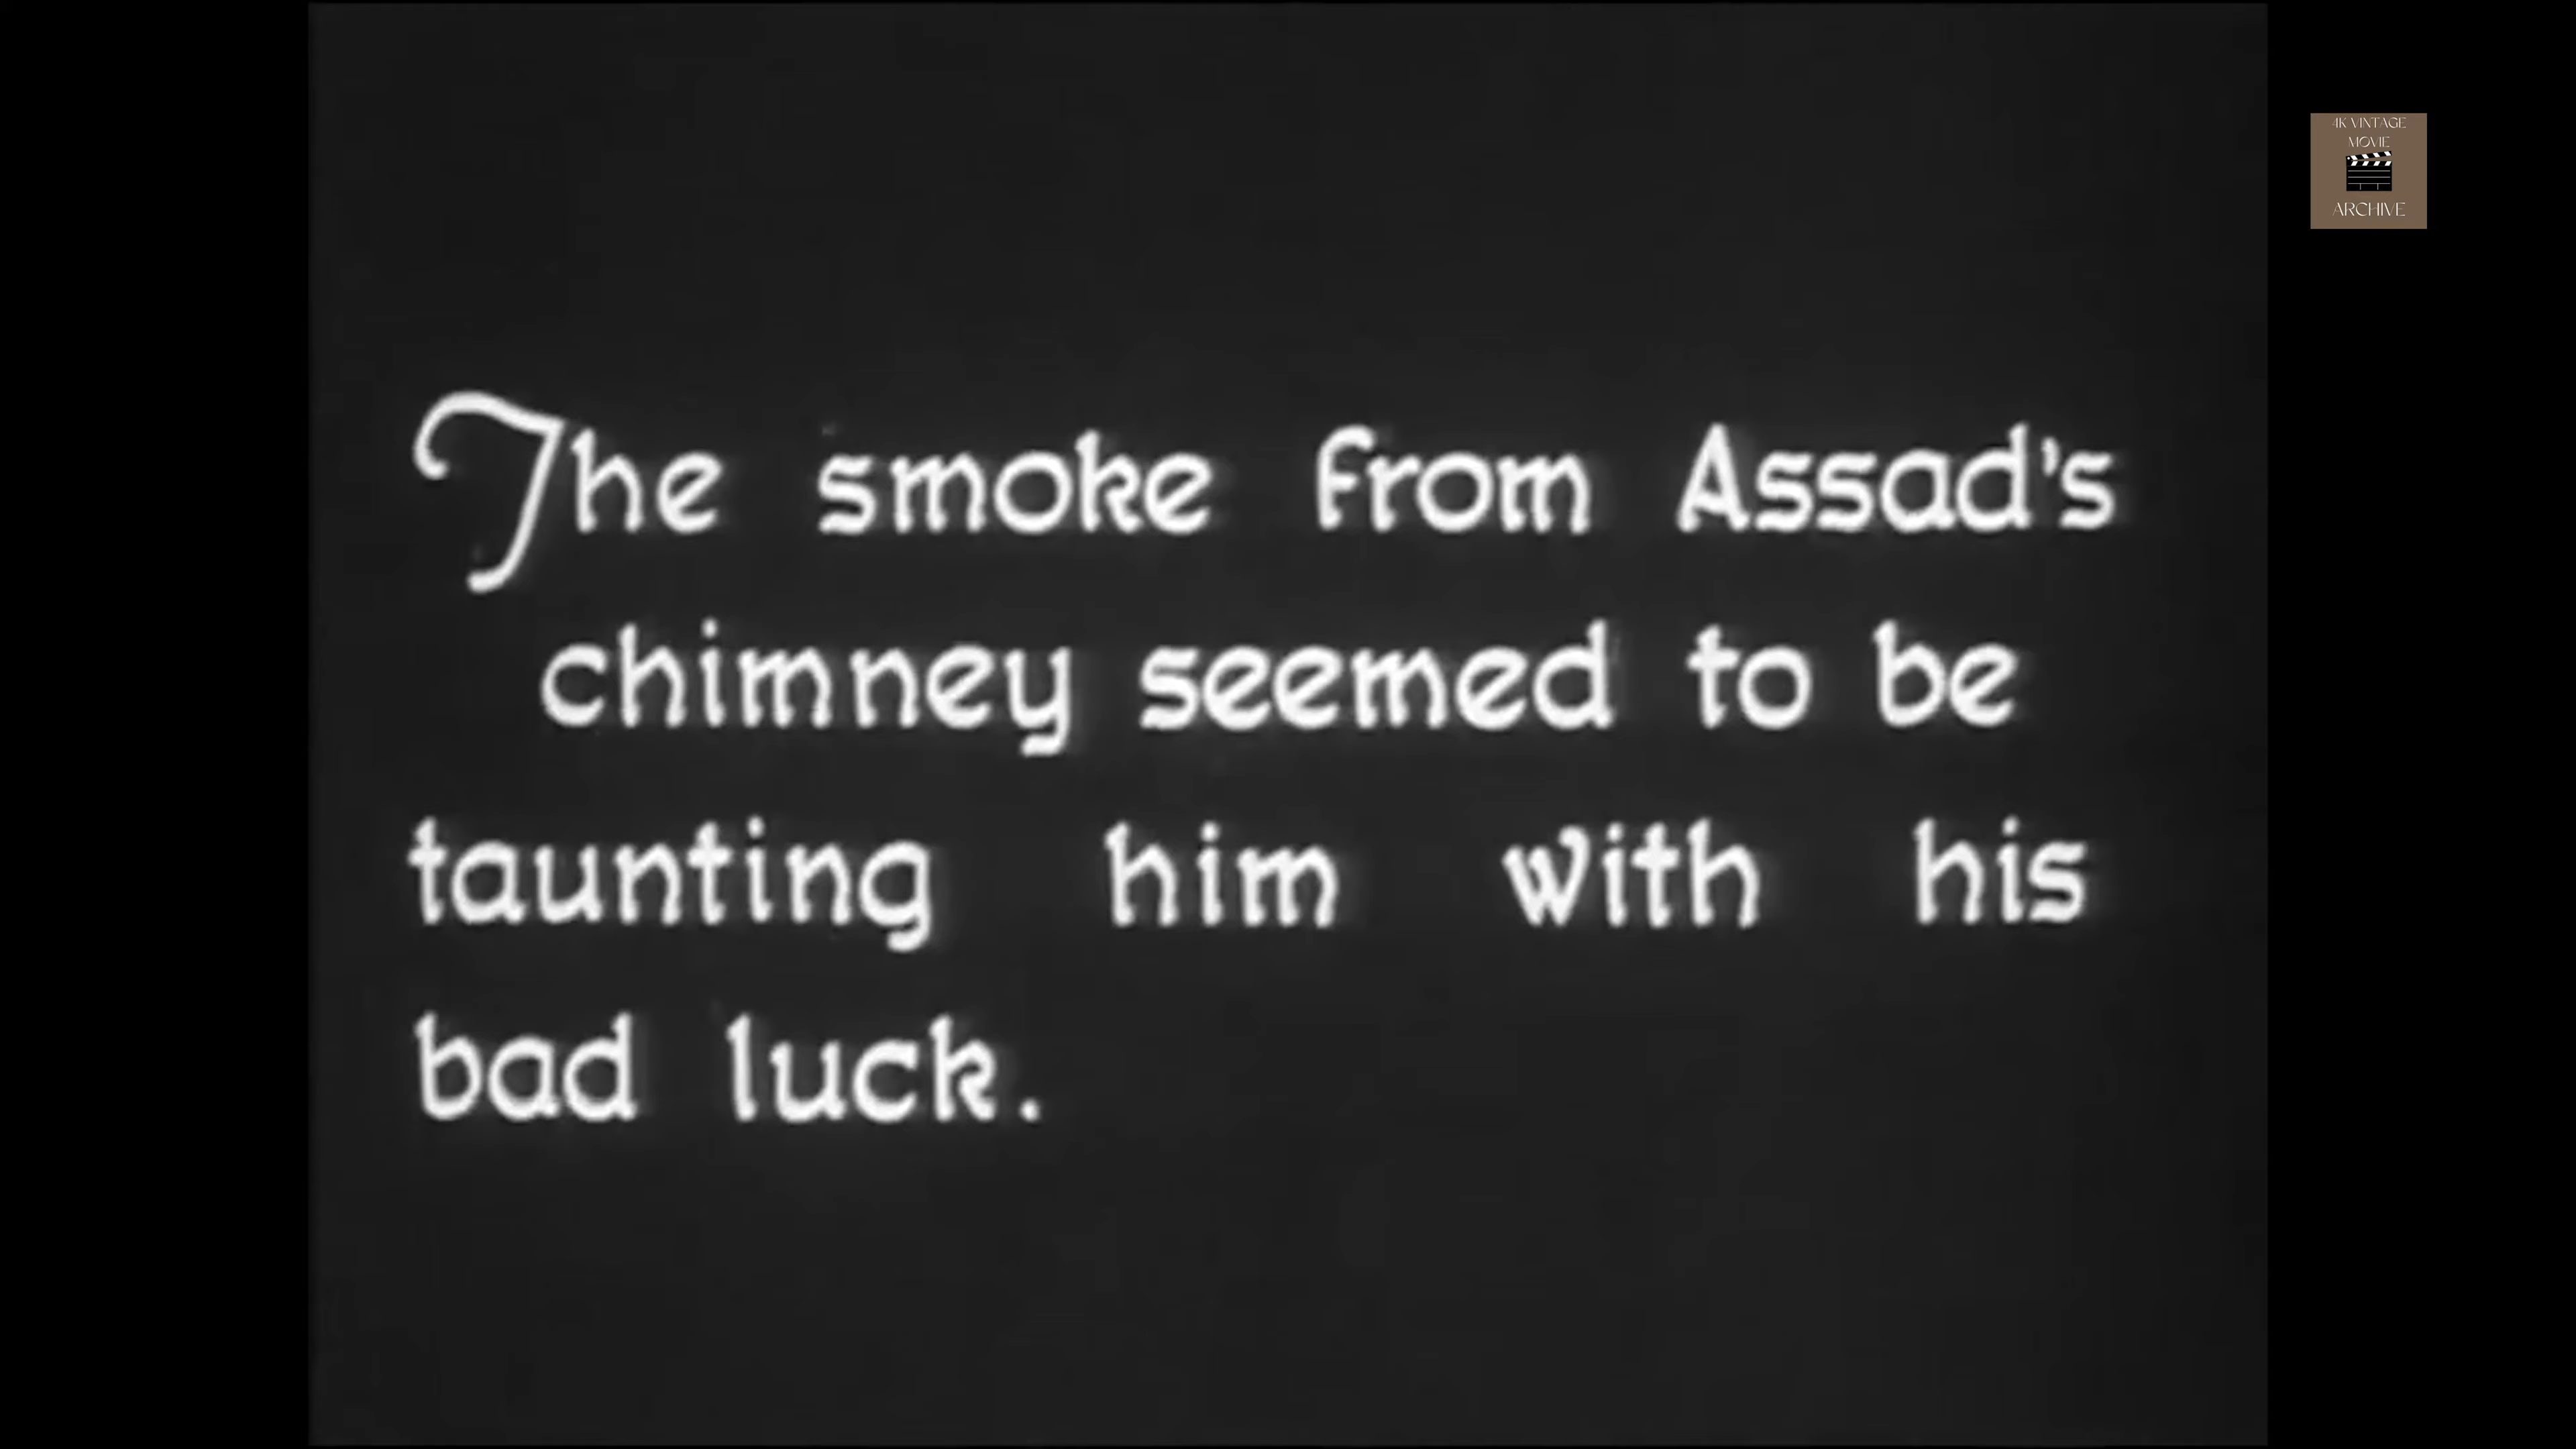 The smoke from Assad's
chimney seemed to be
taunting him with his
bad luck.
4K VINTAGE
MOVIE
ARCHIVE